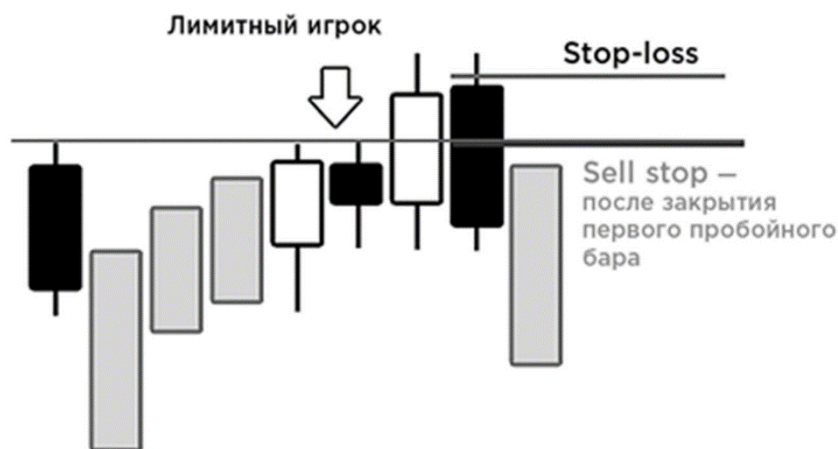 Лимитный игрок
Stop-loss
Sell stop –
после закрытия
первого пробойного
бара